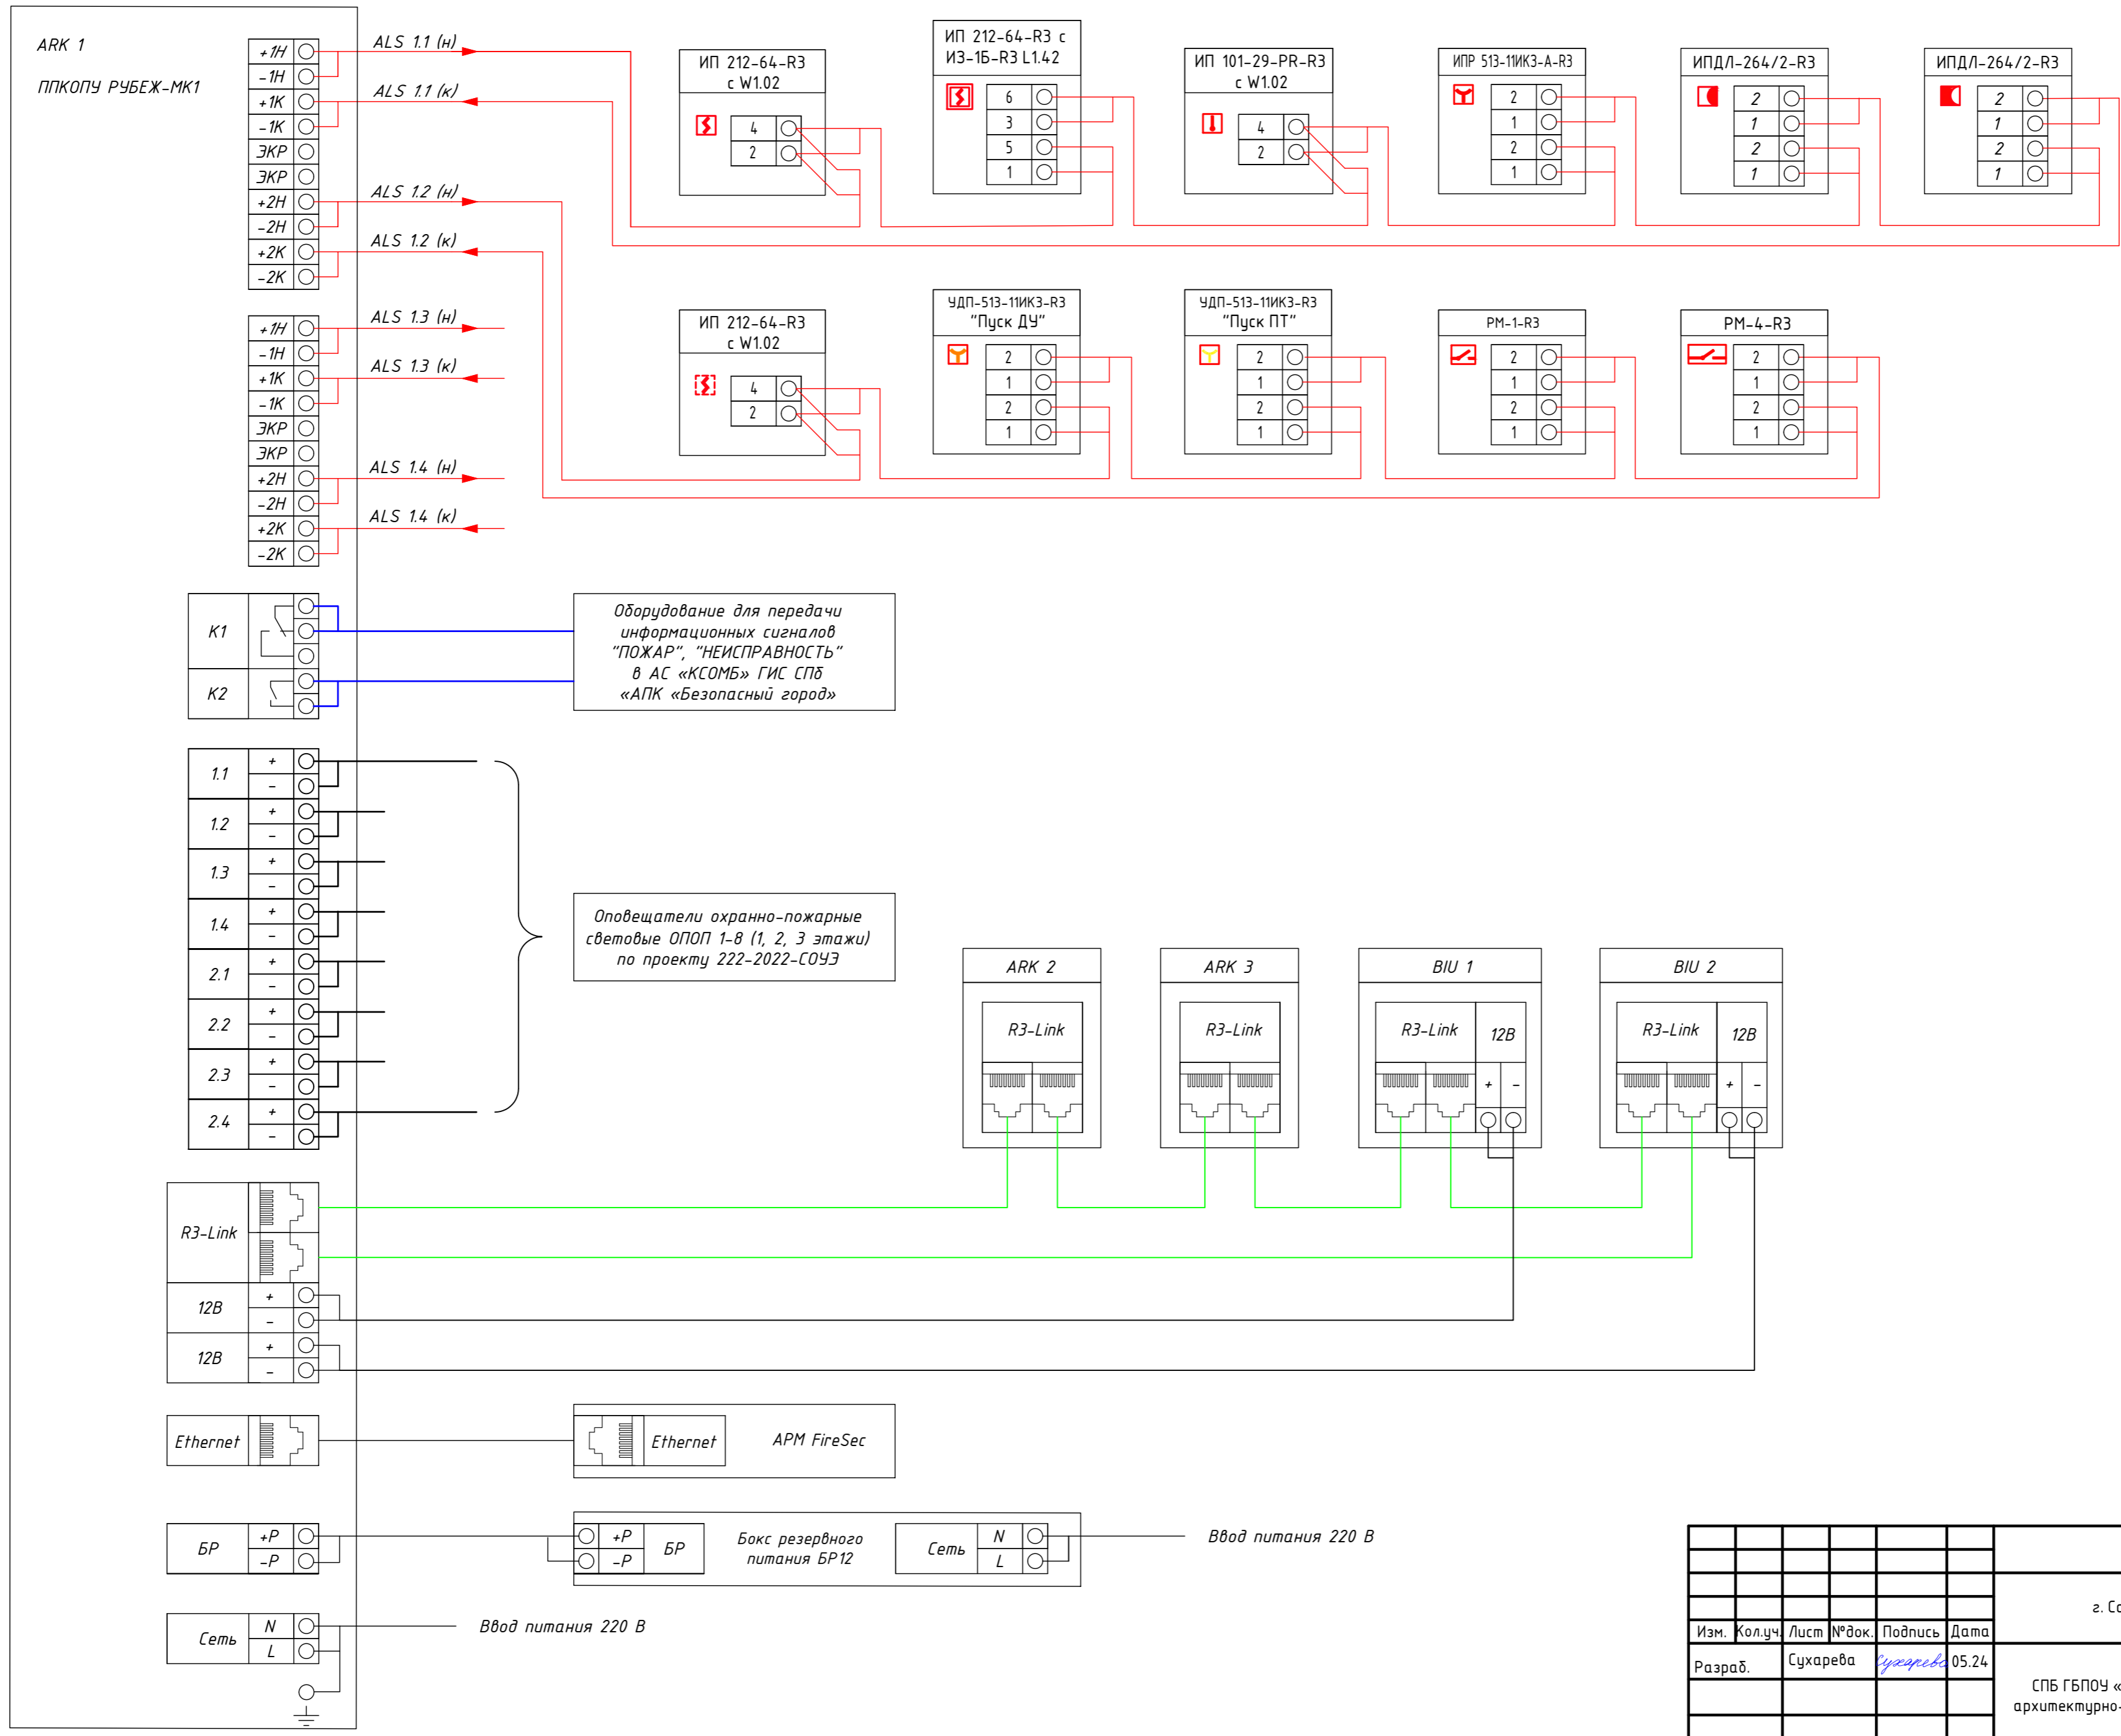 ARK 1
ППКОПУ РУБЕЖ-МК1
+1Н
-1Н
+1К
-1К
ЭКР
ЭКР
+2Н
-2Н
+2К
-2К
ALS 1.1 (н)
ALS 1.1 (к)
ALS 1.2 (н)
ALS 1.2 (к)
ИП 212-64-R3
с W1.02
4
2
ИП 212-64-R3 с
ИЗ-1Б-R3 L1.42
6
3
5
1
ИП 101-29-PR-R3
с W1.02
4
2
ИПР 513-11ИКЗ-А-R3
2
1
2
1
ИПДЛ-264/2-R3
2
1
2
1
ИПДЛ-264/2-R3
2
1
2
1
+1Н
-1Н
+1К
-1К
ЭКР
ЭКР
+2Н
-2Н
+2К
-2К
ALS 1.3 (н)
ALS 1.3 (к)
ALS 1.4 (н)
ALS 1.4 (к)
ИП 212-64-R3
с W1.02
4
2
УДП-513-11ИКЗ-R3
"Пуск ДУ"
2
1
2
1
УДП-513-11ИКЗ-R3
"Пуск ПТ"
2
1
2
1
РМ-1-R3
2
1
2
1
РМ-4-R3
2
1
2
1
К1
К2
Оборудование для передачи
информационных сигналов
"ПОЖАР", "НЕИСПРАВНОСТЬ"
в АС «КСОМБ» ГИС СПб
«АПК «Безопасный город»
1.1
+
-
1.2
+
-
1.3
+
-
1.4
+
-
2.1
+
-
2.2
+
-
2.3
+
-
2.4
+
-
Оповещатели охранно-пожарные
световые ОПОП 1-8 (1, 2, 3 этажи)
по проекту 222-2022-СОУЭ
ARK 2
R3-Link
ARK 3
R3-Link
BIU 1
R3-Link
12В
+ -
BIU 2
R3-Link
12В
+ -
R3-Link
12В
+
-
12В
+
-
Ethernet
Ethernet
АРМ FireSec
БР
+Р
-Р
+Р
-Р
БР
Бокс резервного
питания БР12
Сеть
N
L
Ввод питания 220 В
Сеть
N
L
Ввод питания 220 В
г. Са
Изм. Кол.уч. Лист №док. Подпись Дата
Разраб. Сухарева Сухарева 05.24
СПБ ГБПОУ «
архитектурно-